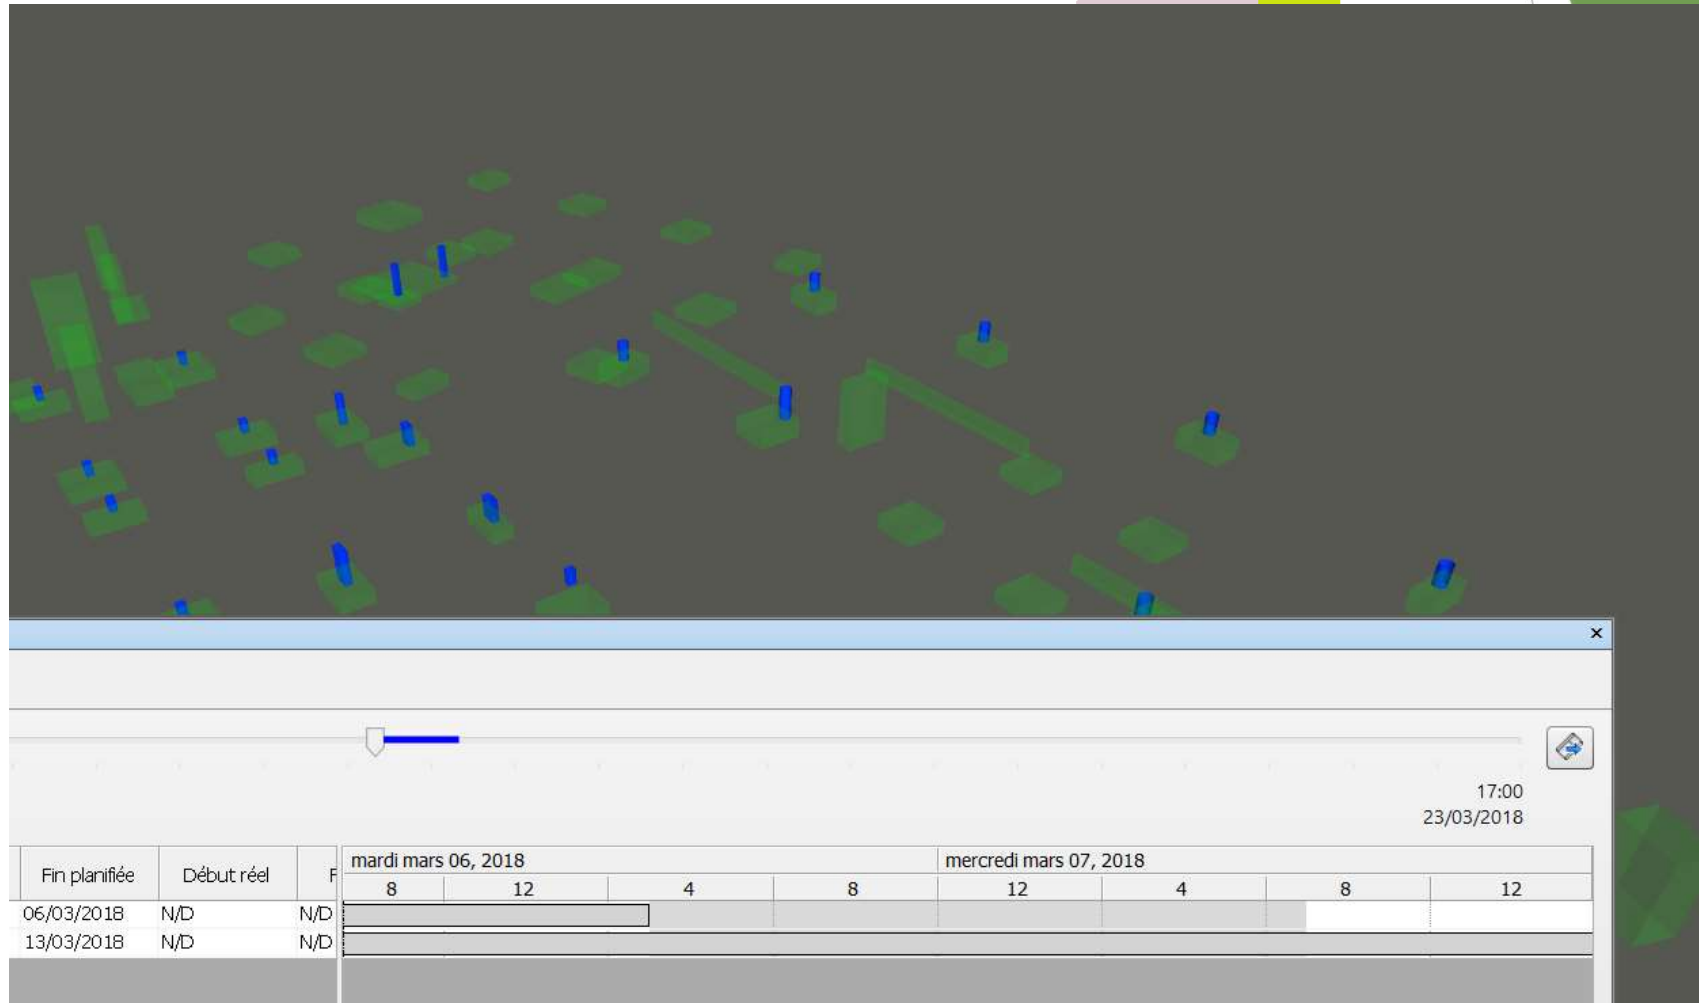 ×
17:00
23/03/2018
Fin planifiée Début réel F mardi mars 06, 2018 mercredi mars 07, 2018
8 12 4 8 12 4 8 12
06/03/2018 N/D N/D
13/03/2018 N/D N/D